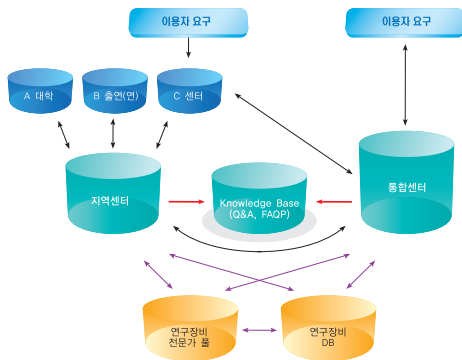 이용자 요구
이용자 요구
A 대학
B 출연(연)
C 센터
지역센터
Knowledge Base
(Q&A, FAQP)
통합센터
연구장비
전문가 풀
연구장비
DB